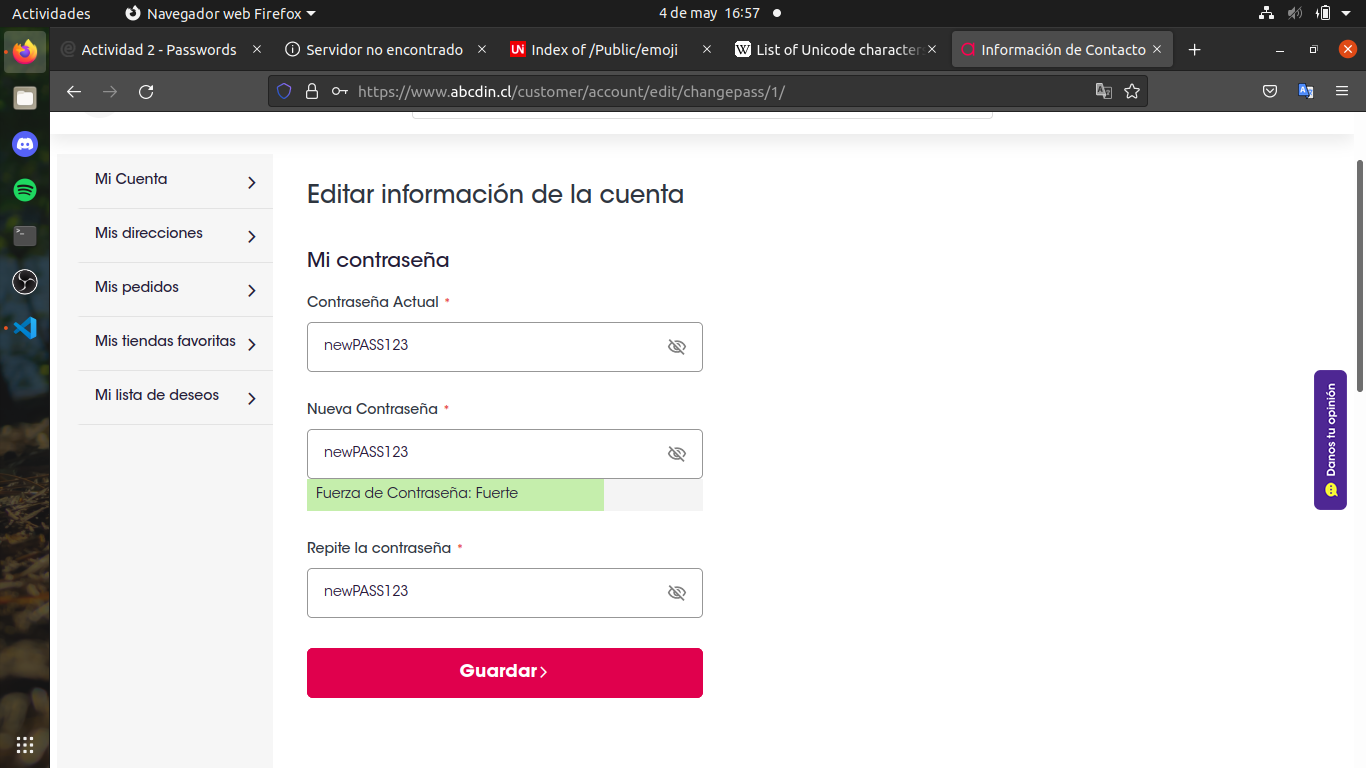 Actividades
Navegador web Firefox
4 de may 16:57
Actividad 2 - Passwords
Servidor no encontrado
UN Index of /Public/emoji
W List of Unicode characters
Información de Contacto
https://www.abcdin.cl/customer/account/edit/changepass/1/
Mi Cuenta
Mis direcciones
Mis pedidos
Mis tiendas favoritas
Mi lista de deseos
Editar información de la cuenta
Mi contraseña
Contraseña Actual *
newPASS123
Nueva Contraseña *
newPASS123
Fuerza de Contraseña: Fuerte
Repite la contraseña *
newPASS123
Guardar
Danos tu opinión